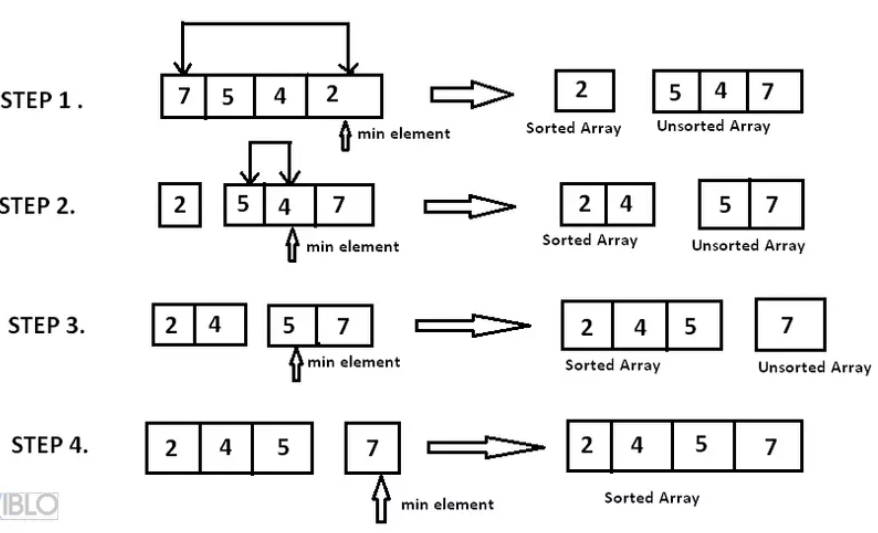 STEP 1 .
7 5 4 2
min element
2
Sorted Array
5 4 7
Unsorted Array
STEP 2.
2
5 4 7
min element
2 4
Sorted Array
5 7
Unsorted Array
STEP 3.
2 4
5 7
min element
2 4 5
Sorted Array
7
Unsorted Array
STEP 4.
2 4 5
7
min element
2 4 5 7
Sorted Array
VIBLO